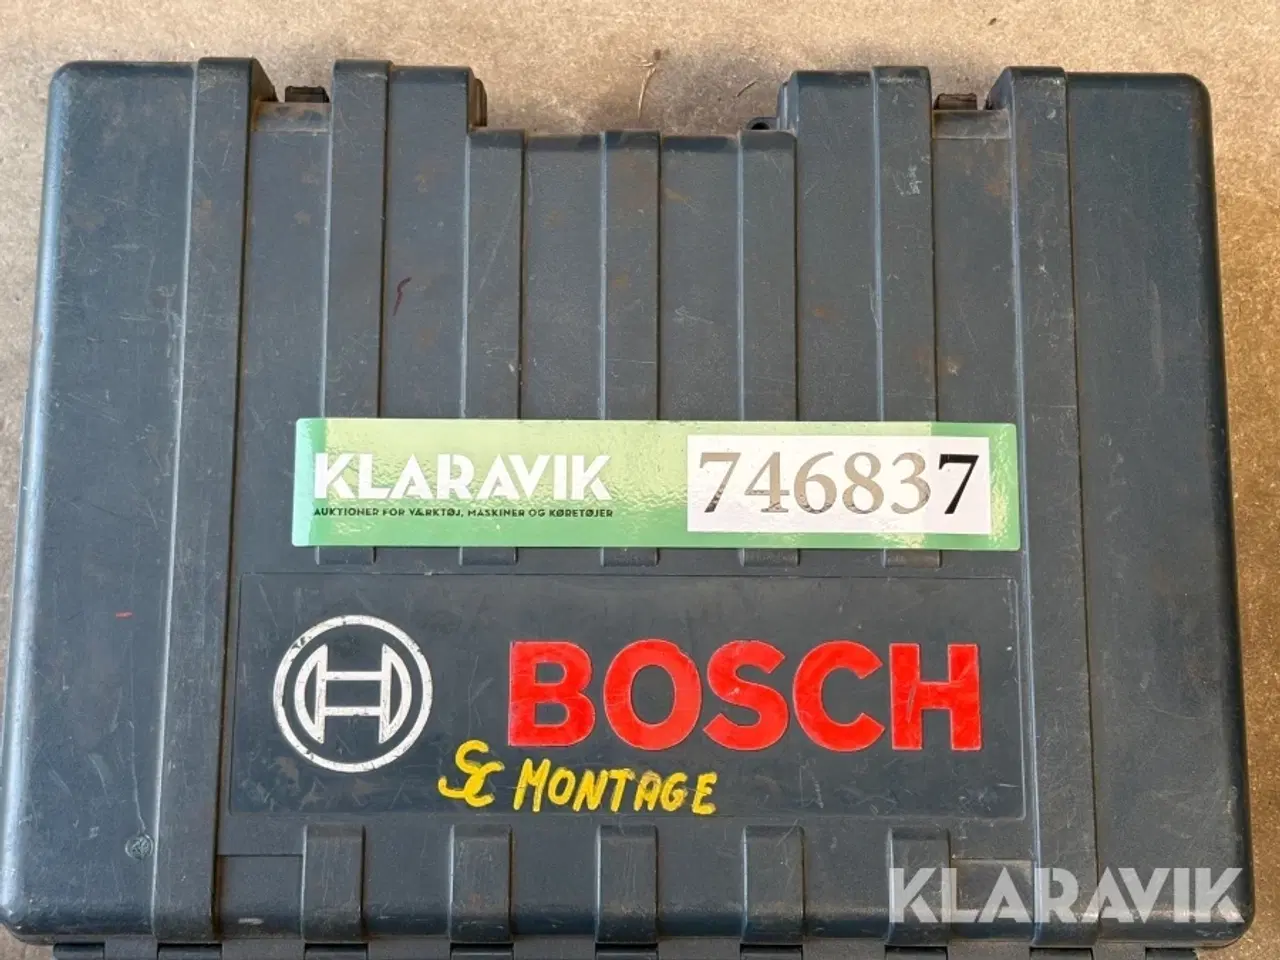 KLARAVIK
AUKTIONER FOR VÆRKTØJ, MASKINER OG KØRETØJER
746837
BOSCH
SC MONTAGE
KLARAVIK